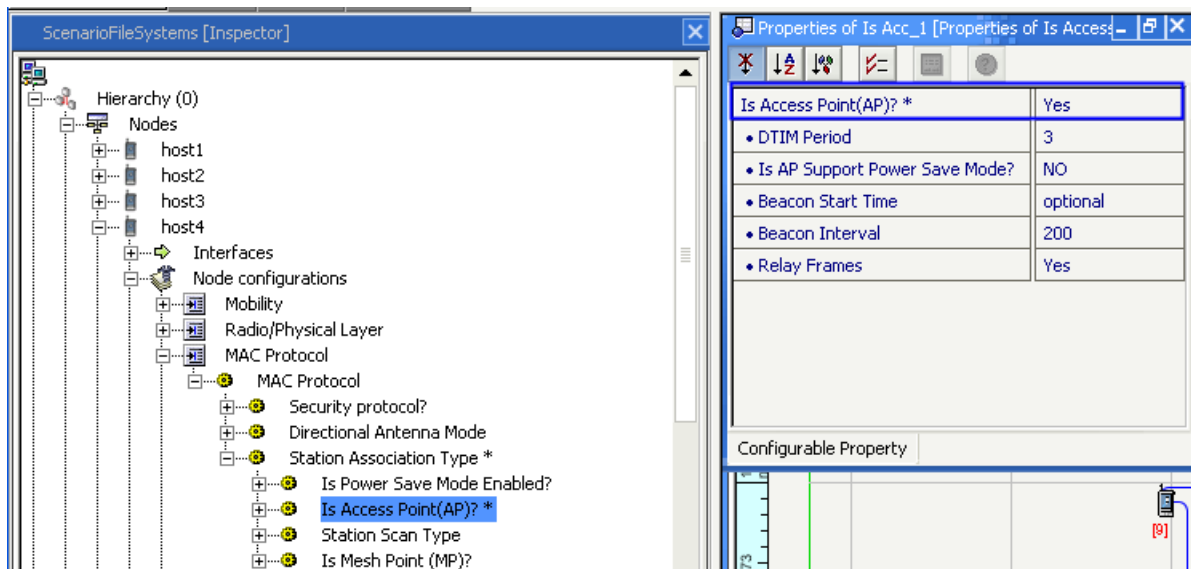 ScenarioFileSystems [Inspector]
Hierarchy (0)
Nodes
host1
host2
host3
host4
Interfaces
Node configurations
Mobility
Radio/Physical Layer
MAC Protocol
MAC Protocol
Security protocol?
Directional Antenna Mode
Station Association Type *
Is Power Save Mode Enabled?
Is Access Point(AP)? *
Station Scan Type
Is Mesh Point (MP)?
Properties of Is Acc_1 [Properties of Is Access
Is Access Point(AP)? * Yes
• DTIM Period 3
• Is AP Support Power Save Mode? NO
• Beacon Start Time optional
• Beacon Interval 200
• Relay Frames Yes
Configurable Property
[9]
73